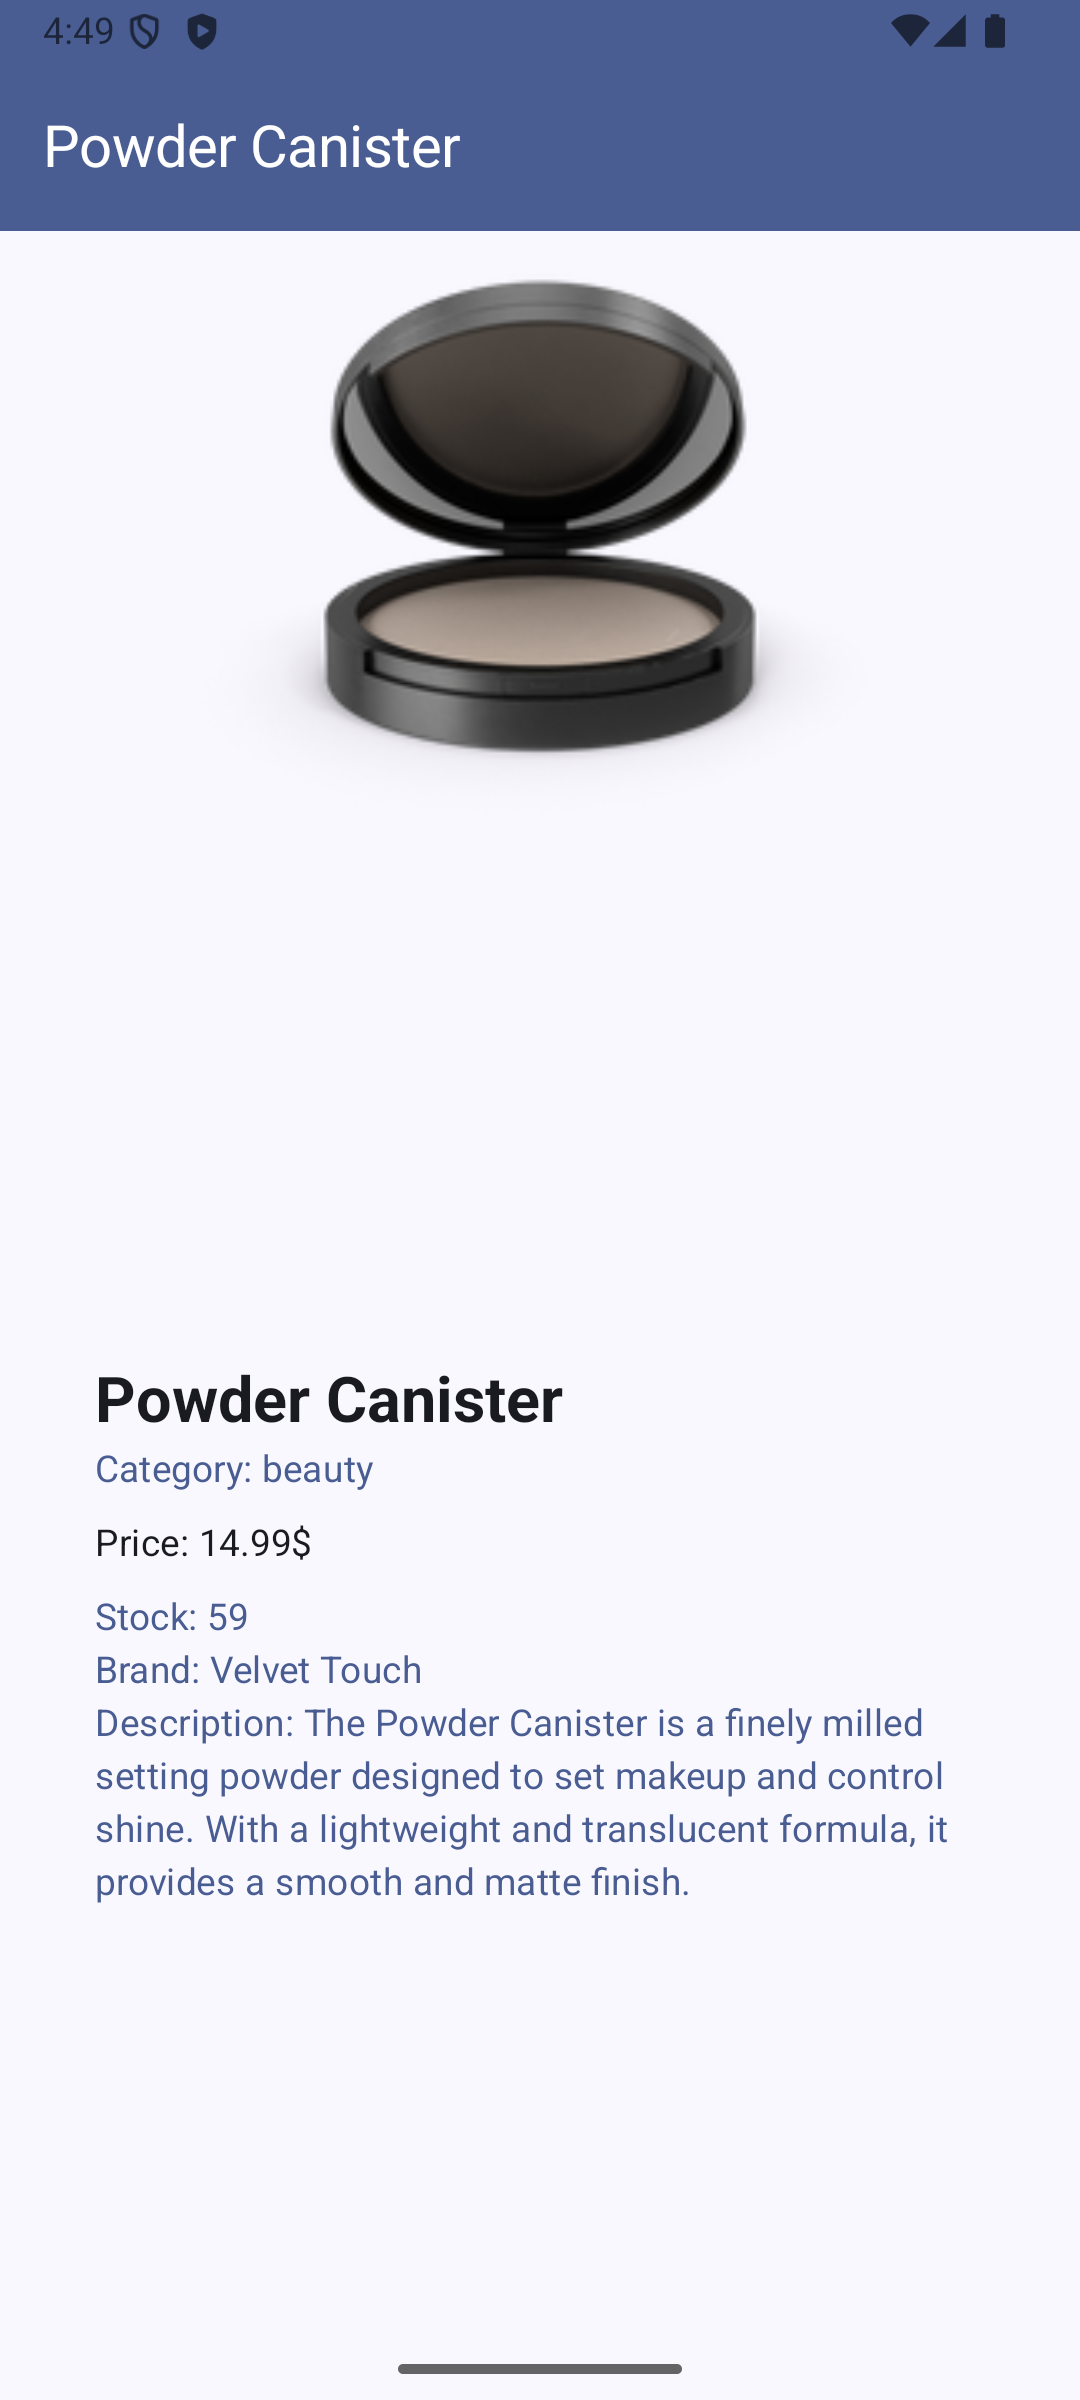 4:49
Powder Canister
Powder Canister
Category: beauty
Price: 14.99$
Stock: 59
Brand: Velvet Touch
Description: The Powder Canister is a finely milled
setting powder designed to set makeup and control
shine. With a lightweight and translucent formula, it
provides a smooth and matte finish.